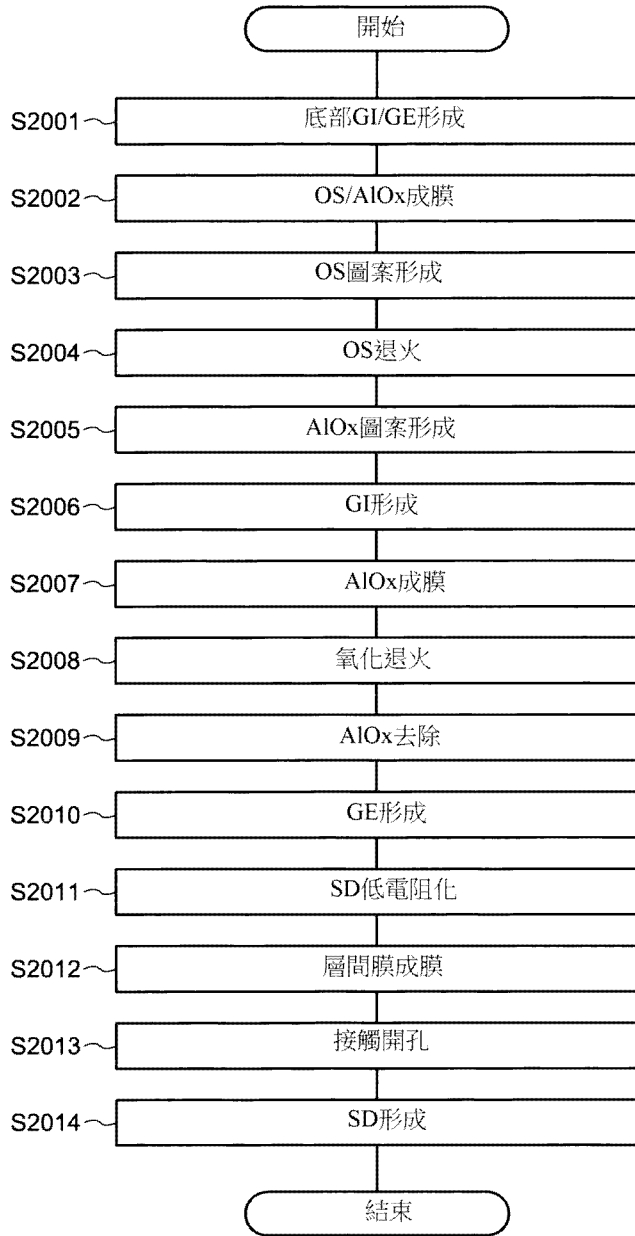 開始
S2001 底部GI/GE形成
S2002 OS/AlOx成膜
S2003 OS圖案形成
S2004 OS退火
S2005 AlOx圖案形成
S2006 GI形成
S2007 AlOx成膜
S2008 氧化退火
S2009 AlOx去除
S2010 GE形成
S2011 SD低電阻化
S2012 層間膜成膜
S2013 接觸開孔
S2014 SD形成
結束